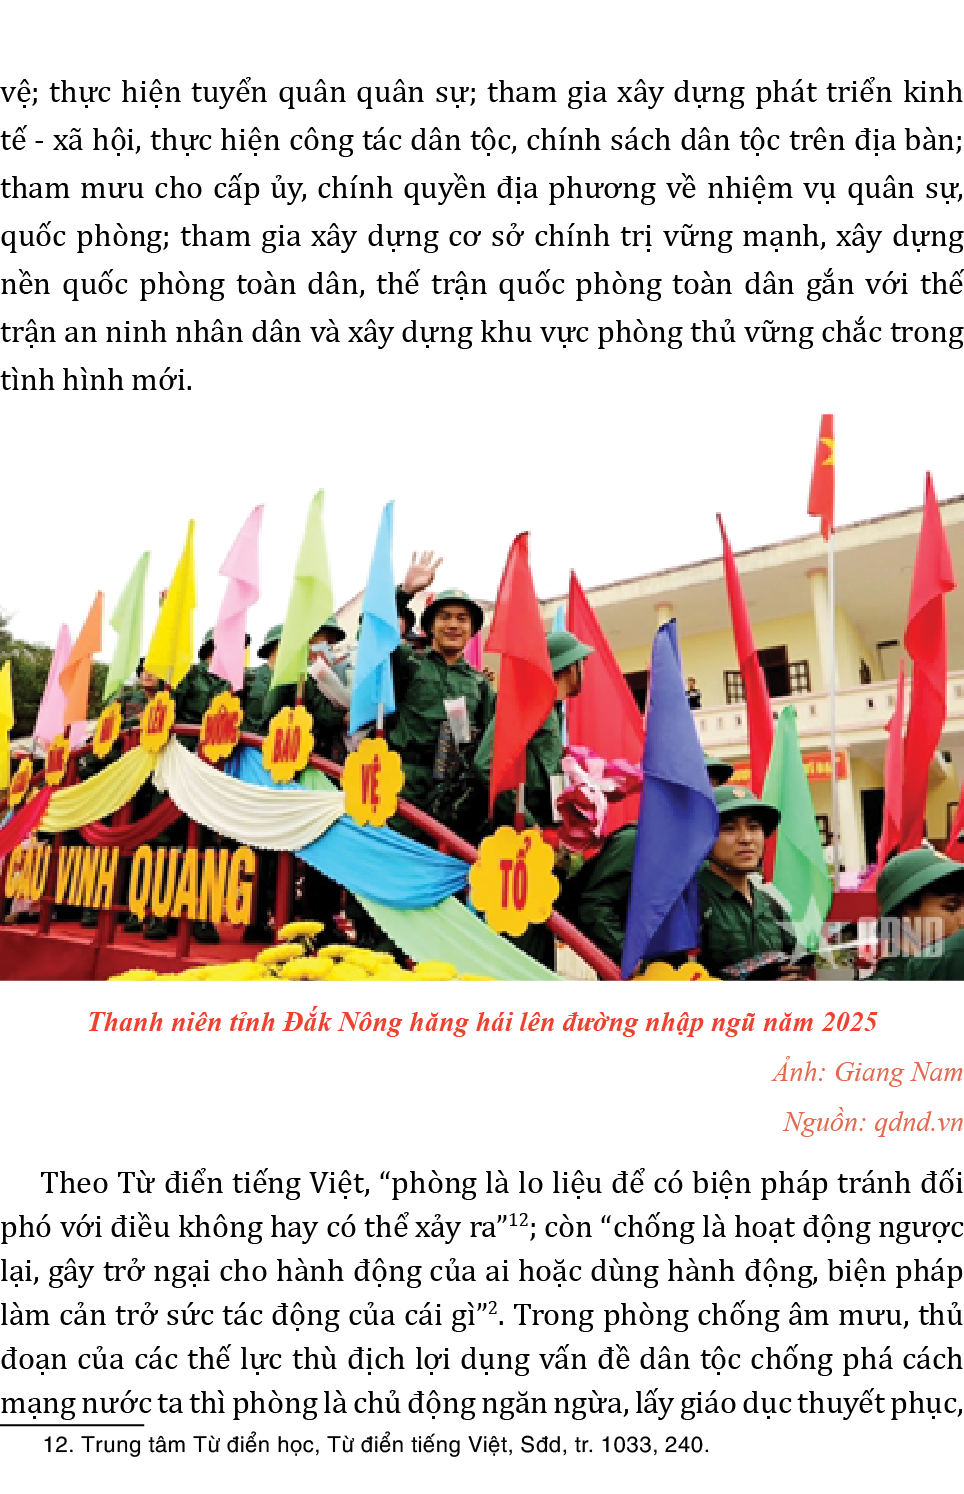 vệ; thực hiện tuyển quân quân sự; tham gia xây dựng phát triển kinh
tế - xã hội, thực hiện công tác dân tộc, chính sách dân tộc trên địa bàn;
tham mưu cho cấp ủy, chính quyền địa phương về nhiệm vụ quân sự,
quốc phòng; tham gia xây dựng cơ sở chính trị vững mạnh, xây dựng
nền quốc phòng toàn dân, thế trận quốc phòng toàn dân gắn với thế
trận an ninh nhân dân và xây dựng khu vực phòng thủ vững chắc trong
tình hình mới.
LÊN
ĐƯỜNG
BẢO
VỆ
TỔ
CẦU VINH QUANG
QĐND
Thanh niên tỉnh Đắk Nông hăng hái lên đường nhập ngũ năm 2025
Ảnh: Giang Nam
Nguồn: qdnd.vn
Theo Từ điển tiếng Việt, “phòng là lo liệu để có biện pháp tránh đối
phó với điều không hay có thể xảy ra”12; còn “chống là hoạt động ngược
lại, gây trở ngại cho hành động của ai hoặc dùng hành động, biện pháp
làm cản trở sức tác động của cái gì”2. Trong phòng chống âm mưu, thủ
đoạn của các thế lực thù địch lợi dụng vấn đề dân tộc chống phá cách
mạng nước ta thì phòng là chủ động ngăn ngừa, lấy giáo dục thuyết phục,
12. Trung tâm Từ điển học, Từ điển tiếng Việt, Sđd, tr. 1033, 240.